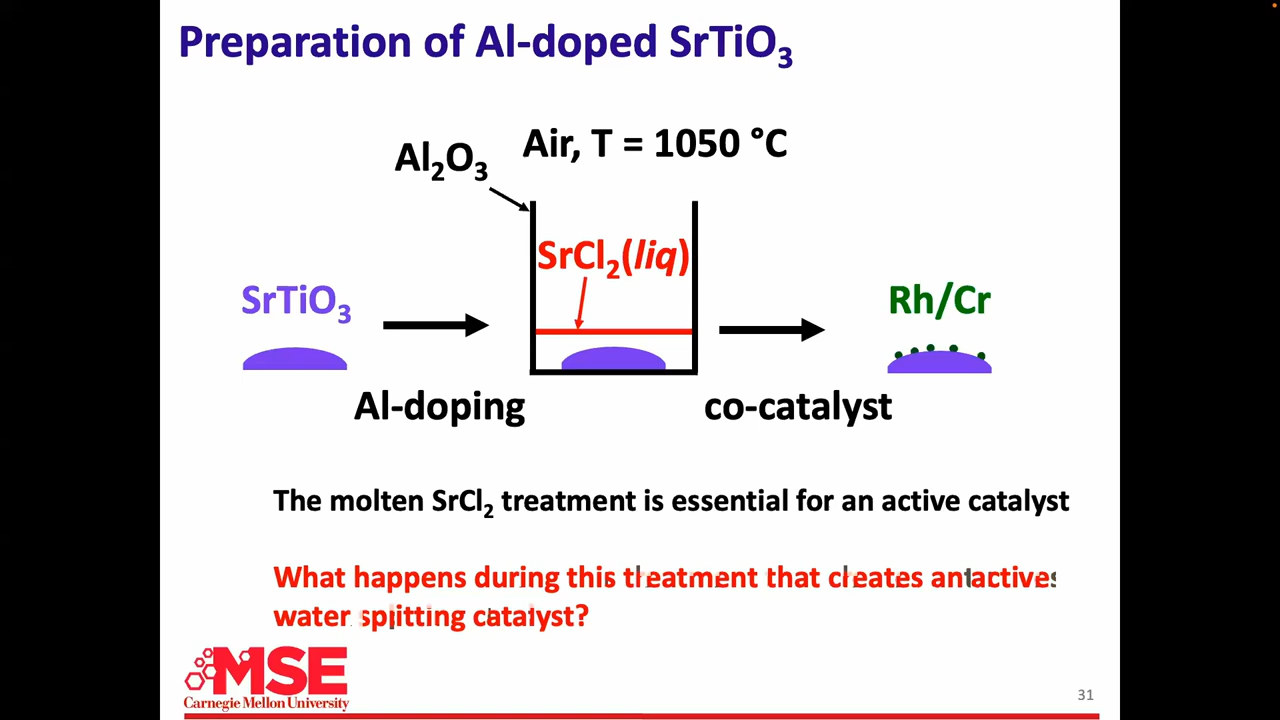 Preparation of Al-doped SrTiO₃
Al₂O₃
Air, T = 1050 °C
SrCl₂(liq)
SrTiO₃
Rh/Cr
Al-doping
co-catalyst
The molten SrCl₂ treatment is essential for an active catalyst
What happens during this treatment that creates
water splitting catalyst?
MSE
Carnegie Mellon University
31